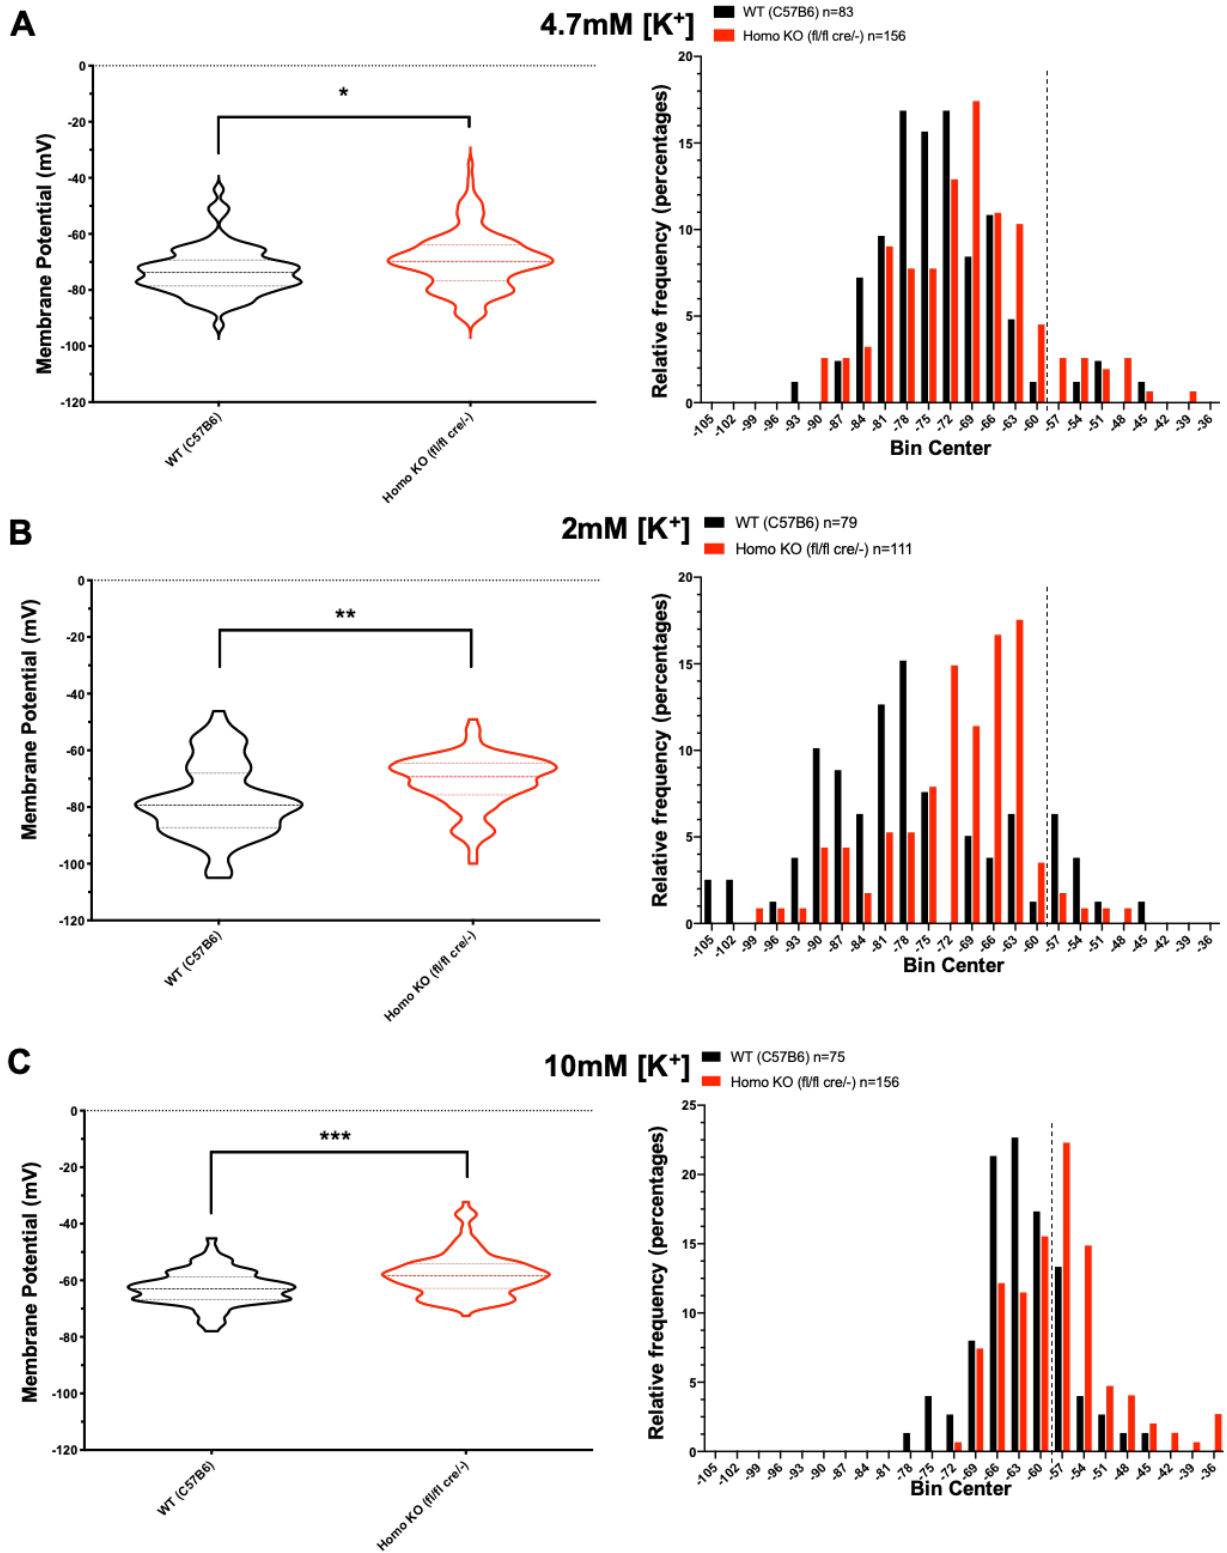 A
4.7mM [K+]
WT (C57B6) n=83
Homo KO (fl/fl cre/-) n=156
Membrane Potential (mV)
0
-20
-40
-60
-80
-100
-120
*
WT (C57B6)
Homo KO (fl/fl cre/-)
Relative frequency (percentages)
20
15
10
5
0
-105 -102 -99 -96 -93 -90 -87 -84 -81 -78 -75 -72 -69 -66 -63 -60 -57 -54 -51 -48 -45 -42 -39 -36
Bin Center
B
2mM [K+]
WT (C57B6) n=79
Homo KO (fl/fl cre/-) n=111
Membrane Potential (mV)
0
-20
-40
-60
-80
-100
-120
**
WT (C57B6)
Homo KO (fl/fl cre/-)
Relative frequency (percentages)
20
15
10
5
0
-105 -102 -99 -96 -93 -90 -87 -84 -81 -78 -75 -72 -69 -66 -63 -60 -57 -54 -51 -48 -45 -42 -39 -36
Bin Center
C
10mM [K+]
WT (C57B6) n=75
Homo KO (fl/fl cre/-) n=156
Membrane Potential (mV)
0
-20
-40
-60
-80
-100
-120
***
WT (C57B6)
Homo KO (fl/fl cre/-)
Relative frequency (percentages)
25
20
15
10
5
0
-105 -102 -99 -96 -93 -90 -87 -84 -81 -78 -75 -72 -69 -66 -63 -60 -57 -54 -51 -48 -45 -42 -39 -36
Bin Center